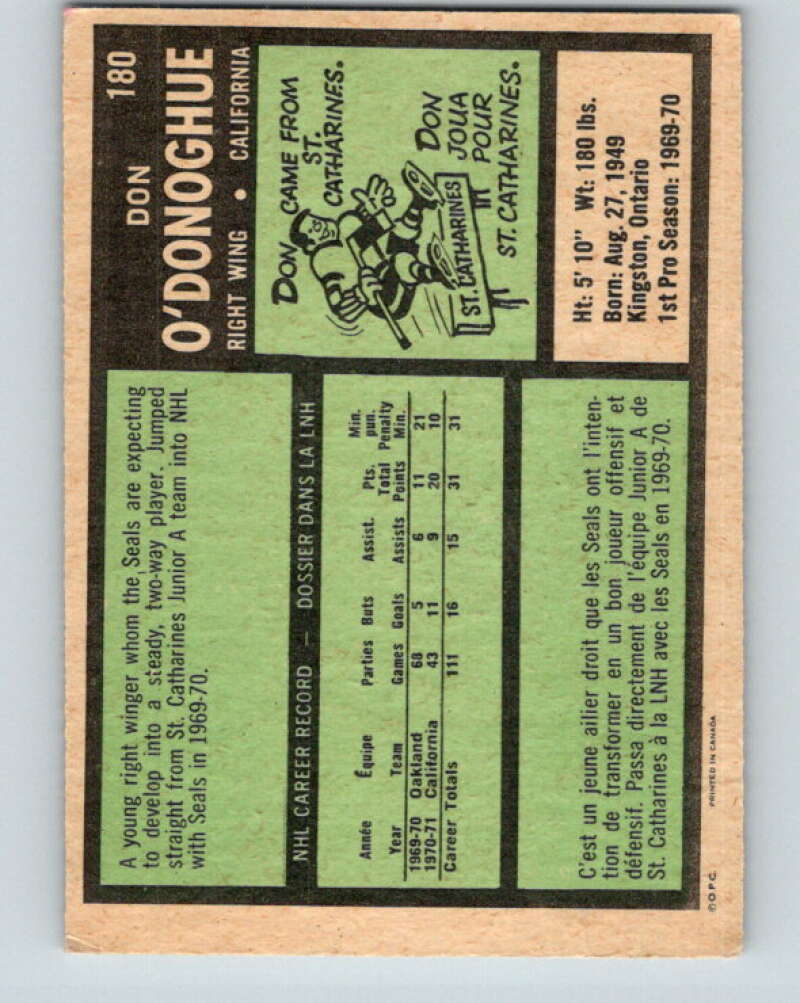 180
DON
O'DONOGHUE
RIGHT WING • CALIFORNIA
A young right winger whom the Seals are expecting
to develop into a steady, two-way player. Jumped
straight from St. Catharines Junior A team into NHL
with Seals in 1969-70.
DON CAME FROM
ST.
CATHARINES.
DON
JOUA
POUR
ST. CATHARINES.
ST. CATHARINES
Ht: 5' 10" Wt: 180 lbs.
Born: Aug. 27, 1949
Kingston, Ontario
1st Pro Season: 1969-70
NHL CAREER RECORD — DOSSIER DANS LA LNH
Min.
Pts. pun.
Année Équipe Parties Buts Assist. Total Penalty
Year Team Games Goals Assists Points Min.
1969-70 Oakland 68 5 6 11 21
1970-71 California 43 11 9 20 10
Career Totals 111 16 15 31 31
C'est un jeune ailier droit que les Seals ont l'inten-
tion de transformer en un bon joueur offensif et
défensif. Passa directement de l'équipe Junior A de
St. Catharines à la LNH avec les Seals en 1969-70.
© O.P.C. PRINTED IN CANADA